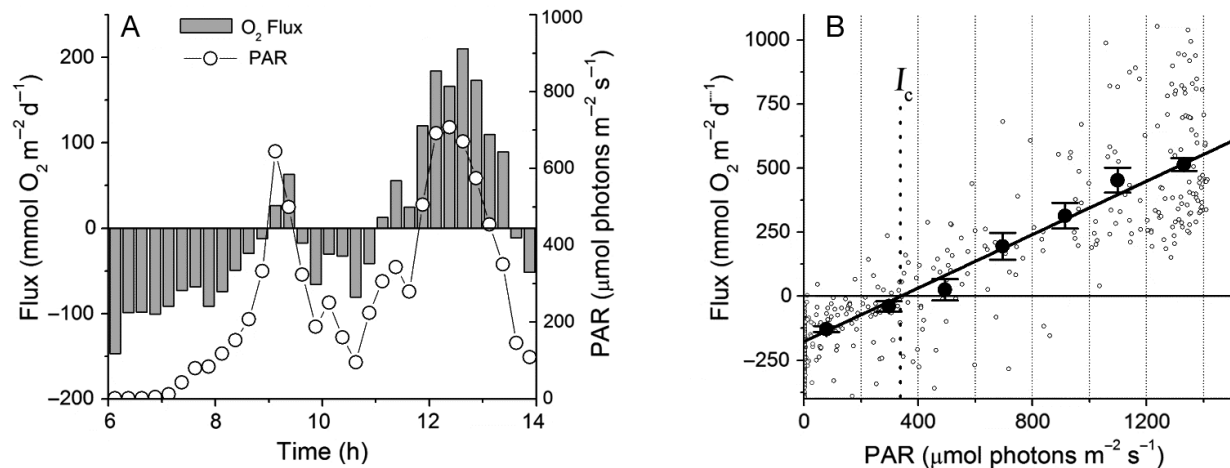 A
O₂ Flux
PAR
Flux (mmol O₂ m⁻² d⁻¹)
200
100
0
−100
−200
1000
800
600
400
200
0
PAR (μmol photons m⁻² s⁻¹)
6
8
10
12
14
Time (h)
B
I_c
Flux (mmol O₂ m⁻² d⁻¹)
1000
750
500
250
0
−250
0
400
800
1200
PAR (μmol photons m⁻² s⁻¹)